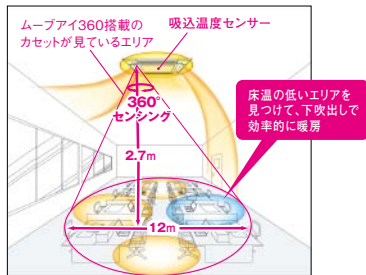 ムーブアイ360搭載の
カセットが見ているエリア
吸込温度センサー
360°
センシング
2.7m
床温の低いエリアを
見つけて、下吹出しで
効率的に暖房
12m